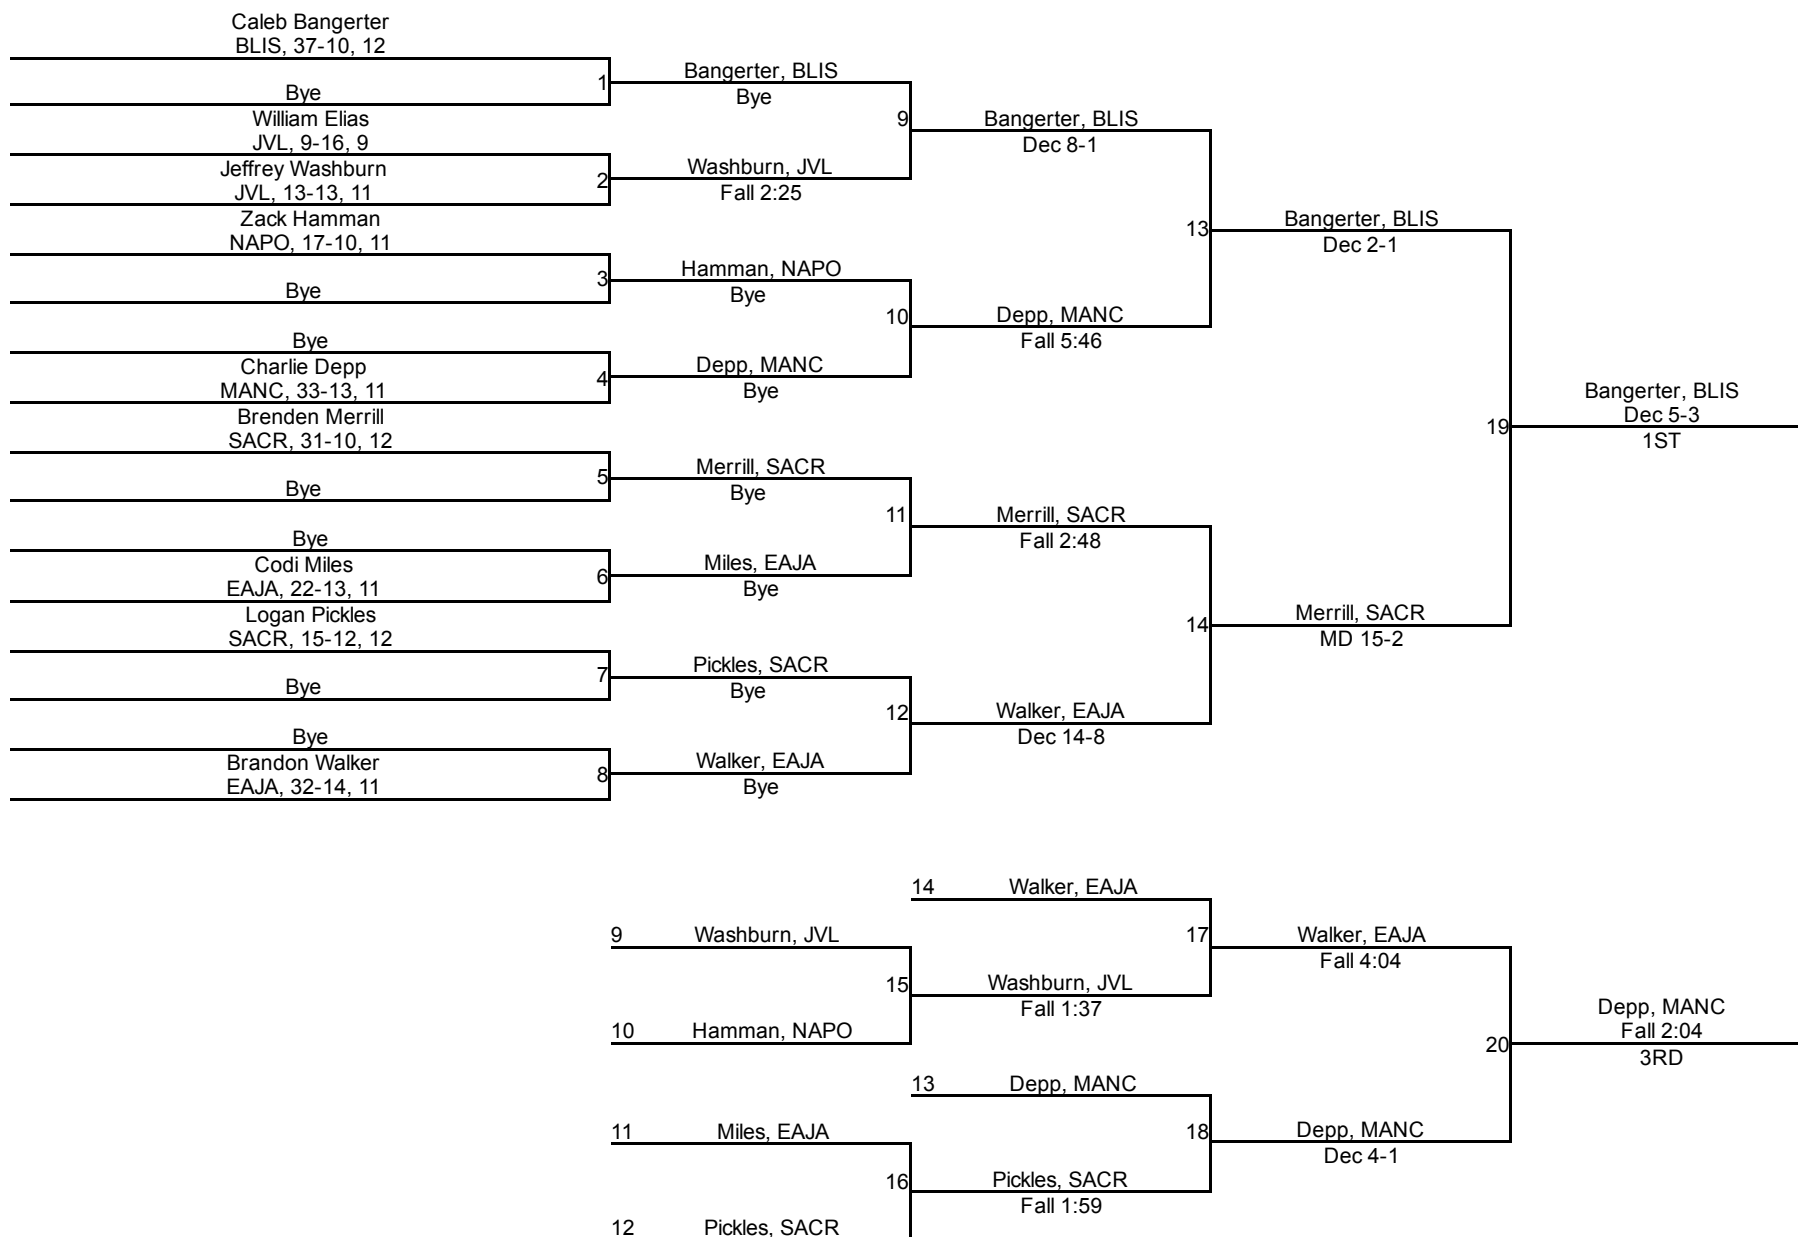 Caleb Bangerter
BLIS, 37-10, 12
1
Bye
Bangerter, BLIS
Bye
William Elias
JVL, 9-16, 9
9
Bangerter, BLIS
Dec 8-1
Jeffrey Washburn
JVL, 13-13, 11
2
Washburn, JVL
Fall 2:25
Zack Hamman
NAPO, 17-10, 11
13
Bangerter, BLIS
Dec 2-1
3
Bye
Hamman, NAPO
Bye
10
Depp, MANC
Fall 5:46
Bye
Charlie Depp
MANC, 33-13, 11
4
Depp, MANC
Bye
Brenden Merrill
SACR, 31-10, 12
19
Bangerter, BLIS
Dec 5-3
1ST
5
Bye
Merrill, SACR
Bye
11
Merrill, SACR
Fall 2:48
Bye
Codi Miles
EAJA, 22-13, 11
6
Miles, EAJA
Bye
Logan Pickles
SACR, 15-12, 12
14
Merrill, SACR
MD 15-2
7
Bye
Pickles, SACR
Bye
12
Walker, EAJA
Dec 14-8
Bye
Brandon Walker
EAJA, 32-14, 11
8
Walker, EAJA
Bye
14 Walker, EAJA
9 Washburn, JVL
17
Walker, EAJA
Fall 4:04
15
Washburn, JVL
Fall 1:37
10 Hamman, NAPO
20
Depp, MANC
Fall 2:04
3RD
13 Depp, MANC
11 Miles, EAJA
18
Depp, MANC
Dec 4-1
16
Pickles, SACR
Fall 1:59
12 Pickles, SACR